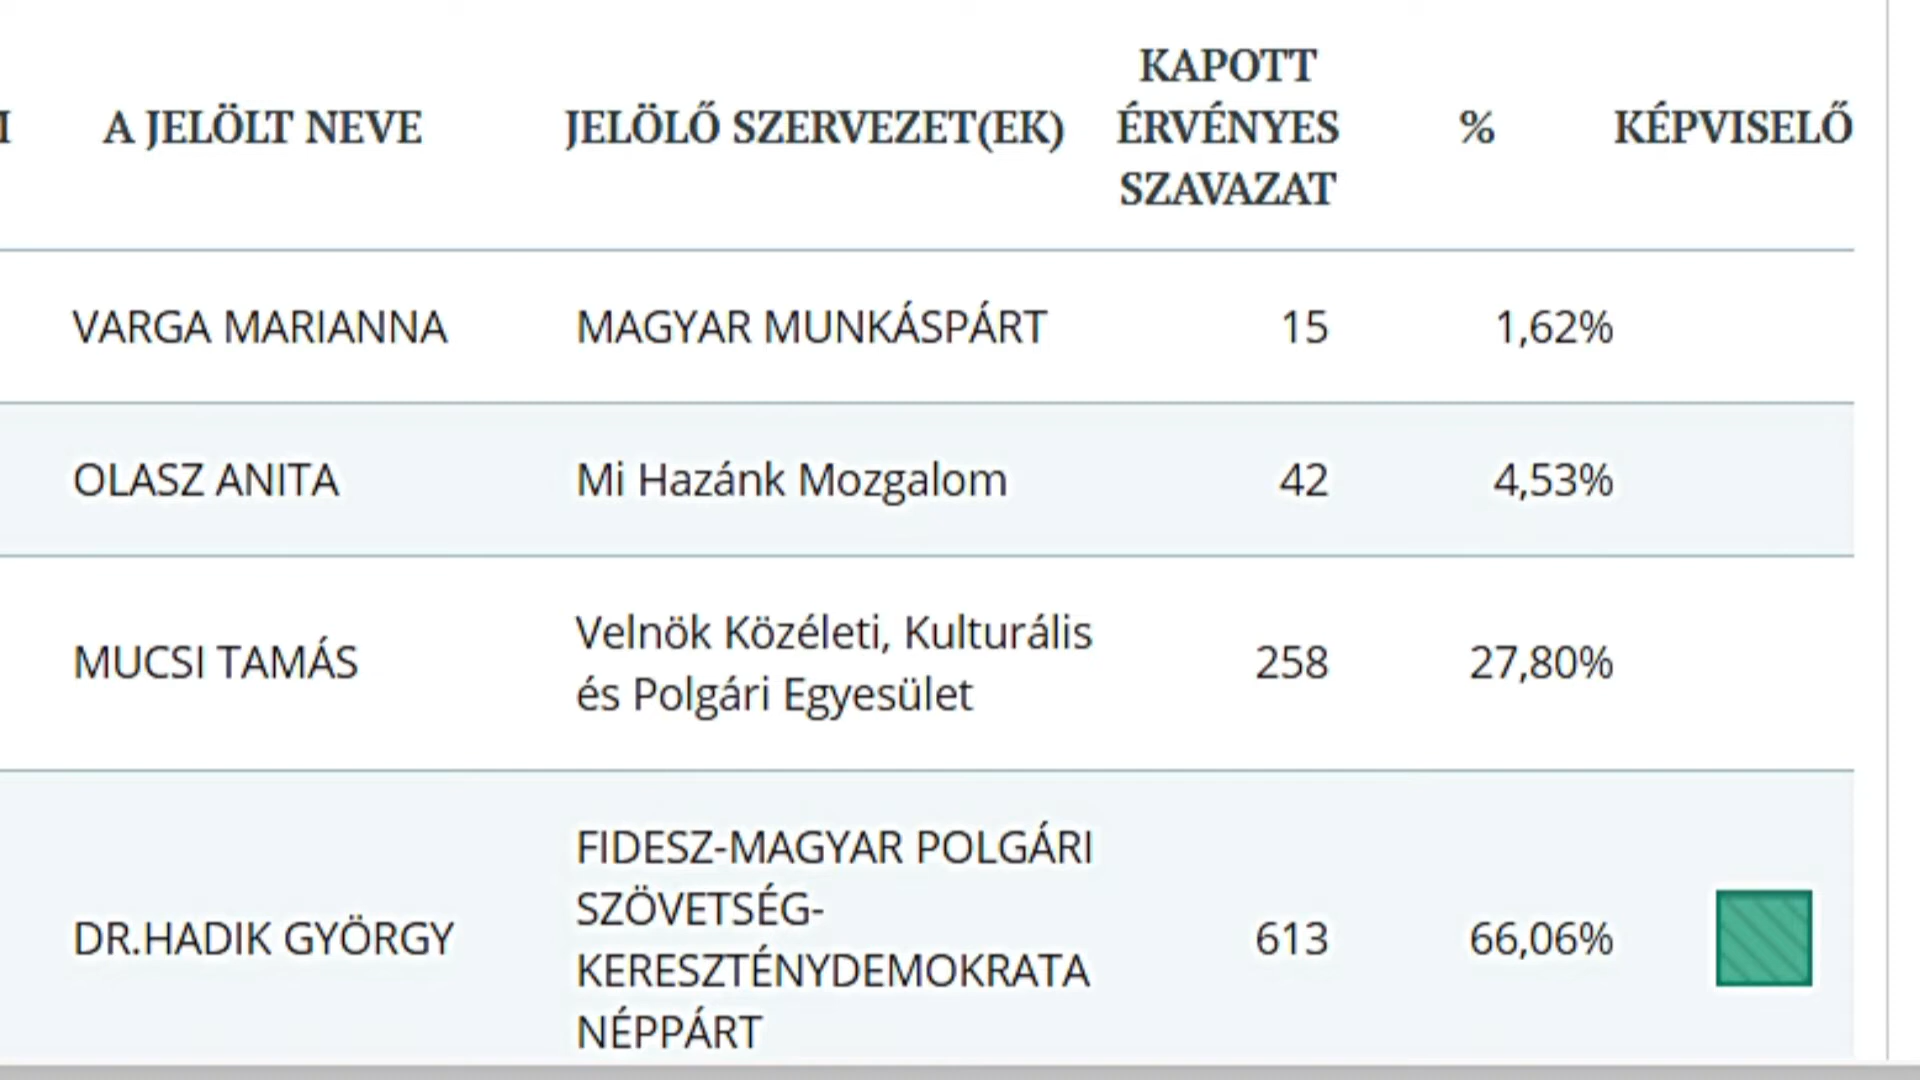 KAPOTT
A JELÖLT NEVE JELÖLŐ SZERVEZET(EK) ÉRVÉNYES % KÉPVISELŐ
SZAVAZAT
VARGA MARIANNA MAGYAR MUNKÁSPÁRT 15 1,62%
OLASZ ANITA Mi Hazánk Mozgalom 42 4,53%
Velnök Közéleti, Kulturális
MUCSI TAMÁS 258 27,80%
és Polgári Egyesület
FIDESZ-MAGYAR POLGÁRI
SZÖVETSÉG-
DR.HADIK GYÖRGY 613 66,06%
KERESZTÉNYDEMOKRATA
NÉPPÁRT